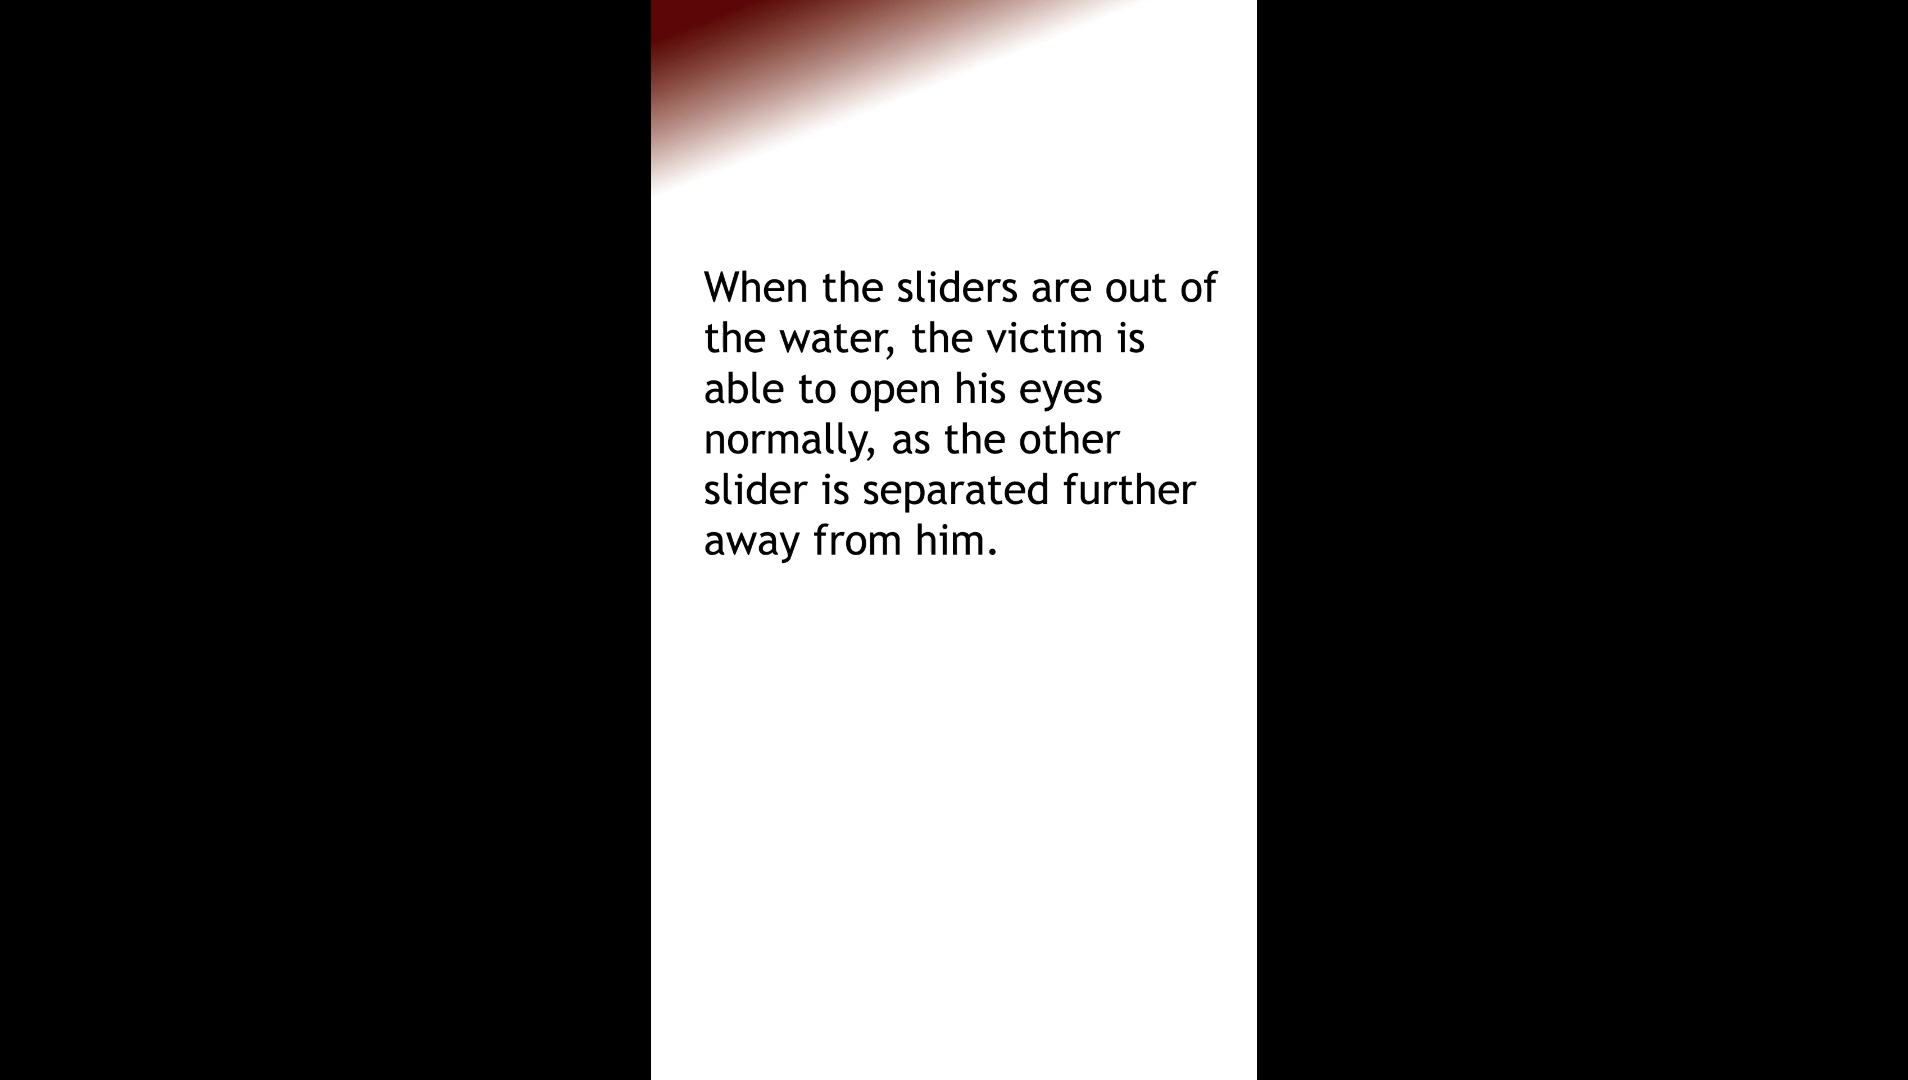 When the sliders are out of
the water, the victim is
able to open his eyes
normally, as the other
slider is separated further
away from him.